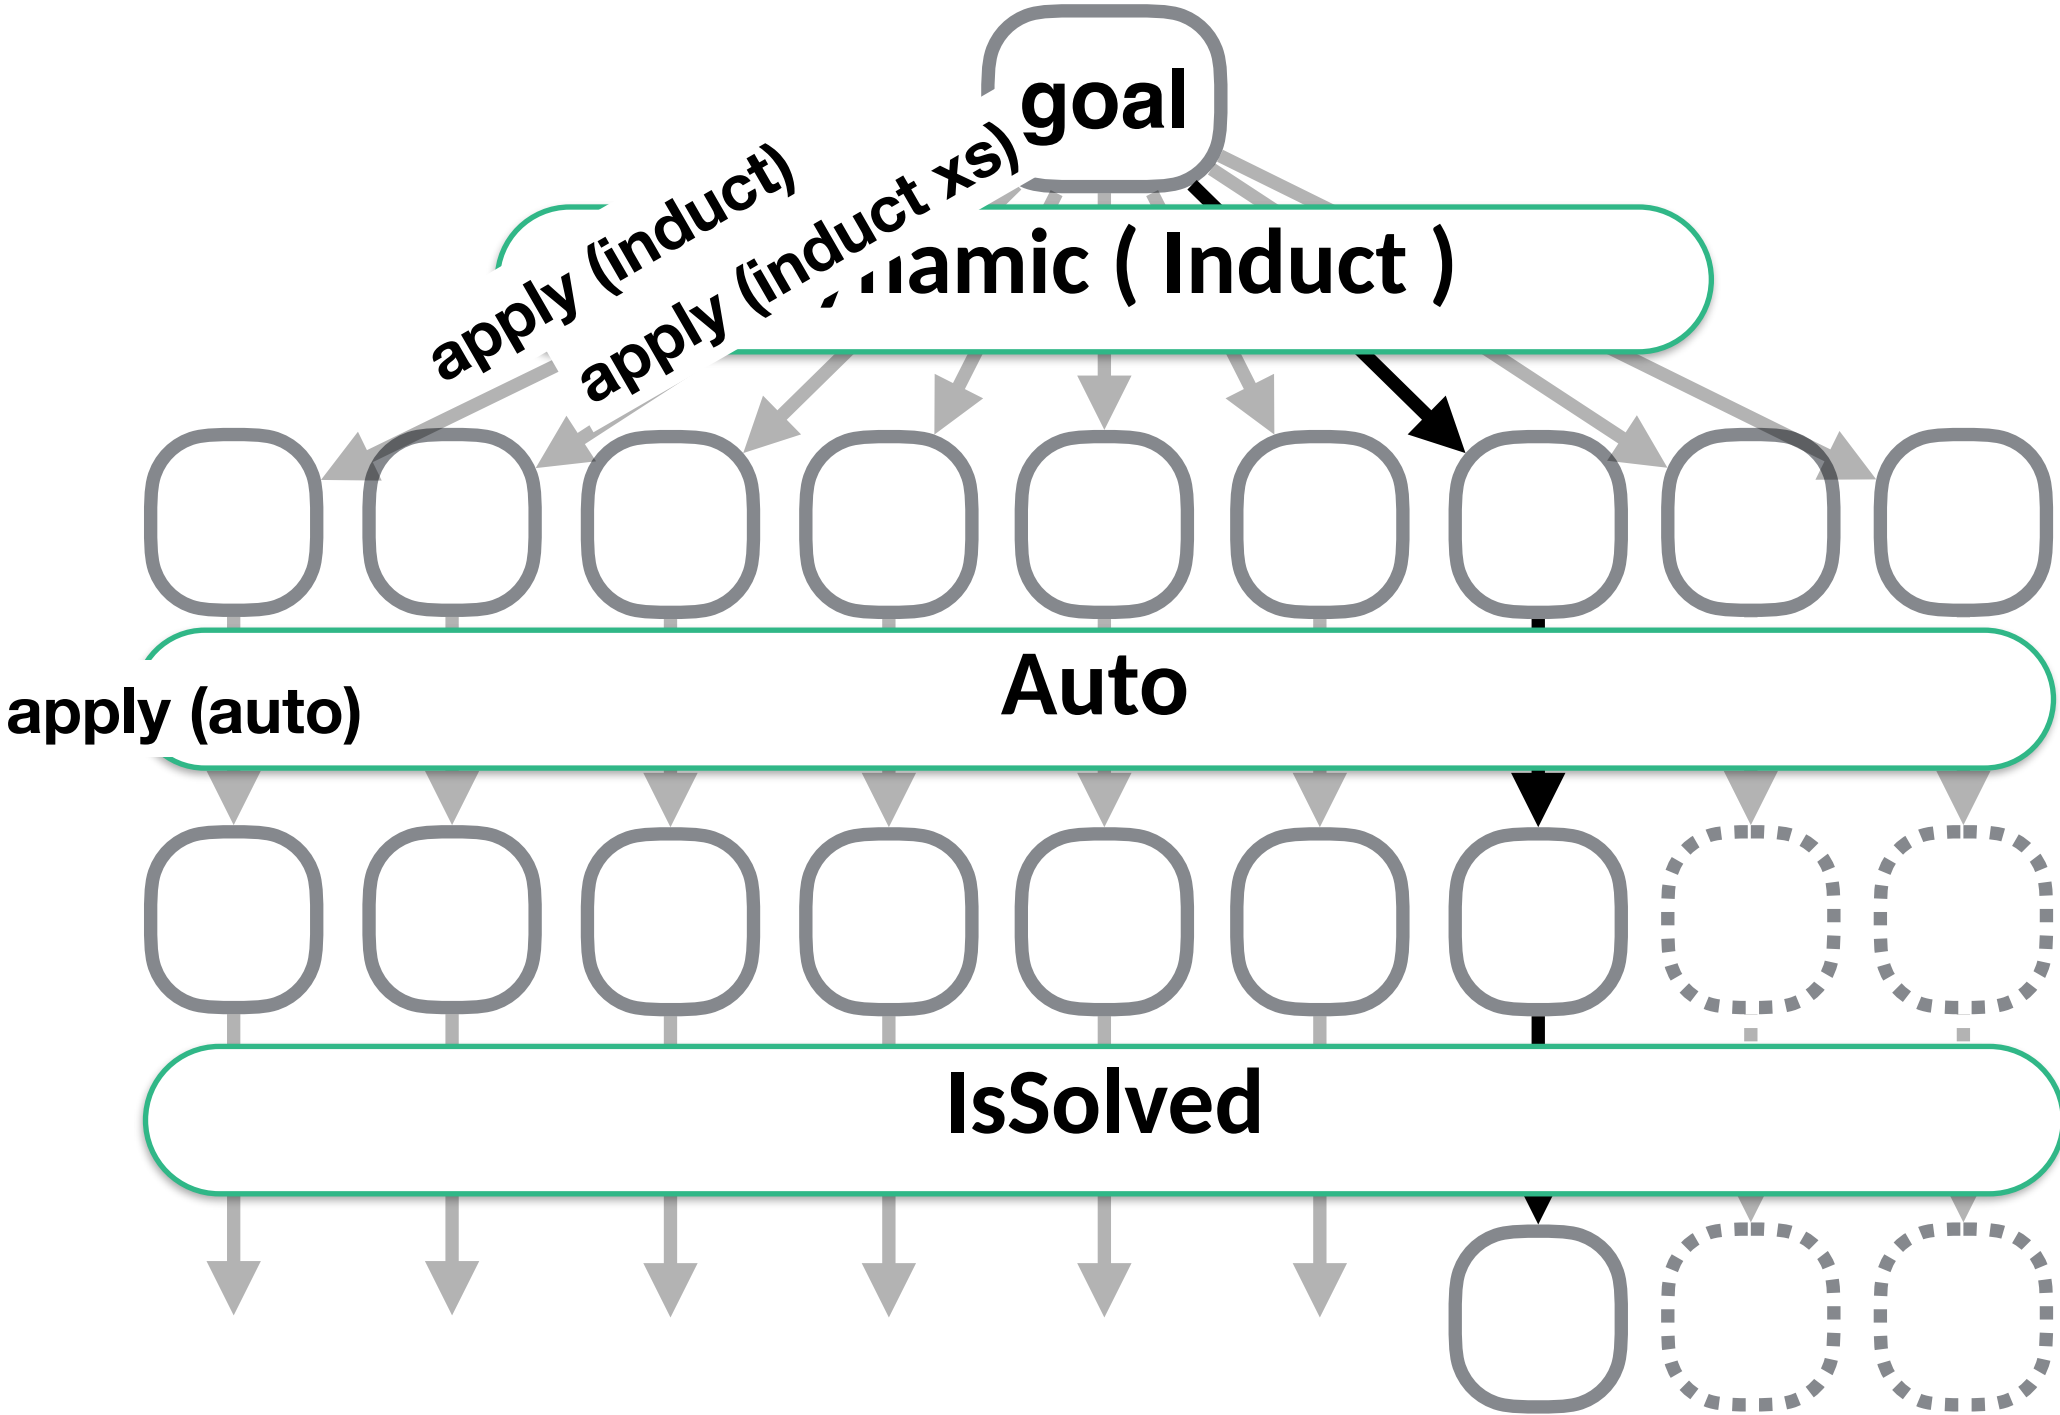 goal
apply (induct)
apply (induct xs)
( Induct )
Auto
apply (auto)
IsSolved